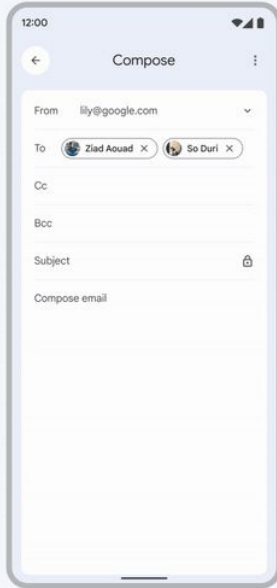 12:00
Compose
From lily@google.com
To Ziad Aouad So Duri
Cc
Bcc
Subject
Compose email